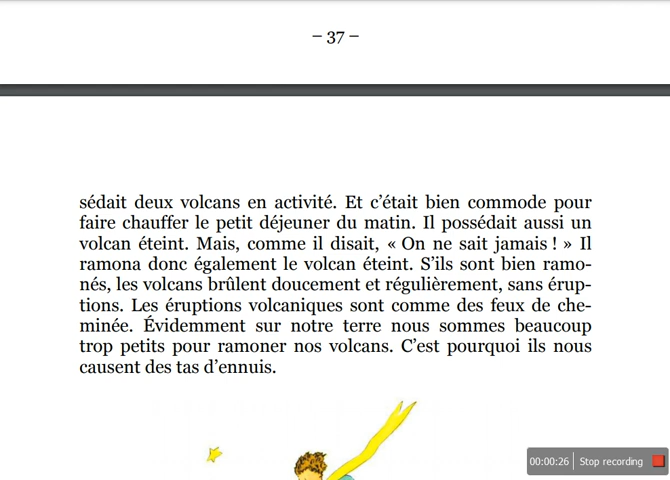 – 37 –
sédait deux volcans en activité. Et c’était bien commode pour
faire chauffer le petit déjeuner du matin. Il possédait aussi un
volcan éteint. Mais, comme il disait, « On ne sait jamais ! » Il
ramona donc également le volcan éteint. S’ils sont bien ramo-
nés, les volcans brûlent doucement et régulièrement, sans érup-
tions. Les éruptions volcaniques sont comme des feux de che-
minée. Évidemment sur notre terre nous sommes beaucoup
trop petits pour ramoner nos volcans. C’est pourquoi ils nous
causent des tas d’ennuis.
00:00:26 Stop recording